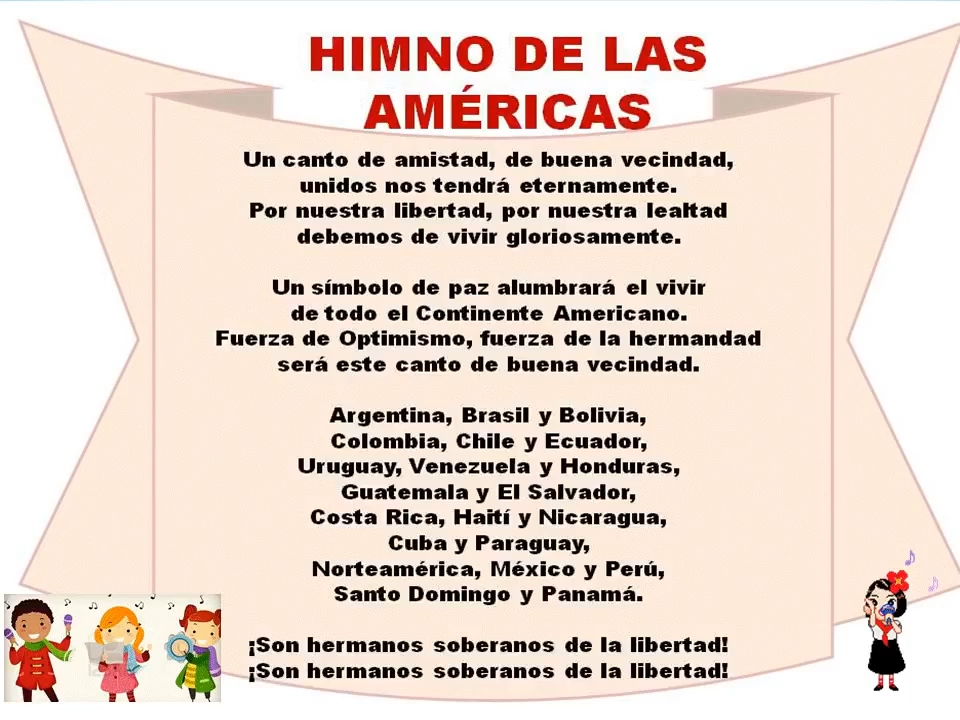 HIMNO DE LAS
AMÉRICAS
Un canto de amistad, de buena vecindad,
unidos nos tendrá eternamente.
Por nuestra libertad, por nuestra lealtad
debemos de vivir gloriosamente.
Un símbolo de paz alumbrará el vivir
de todo el Continente Americano.
Fuerza de Optimismo, fuerza de la hermandad
será este canto de buena vecindad.
Argentina, Brasil y Bolivia,
Colombia, Chile y Ecuador,
Uruguay, Venezuela y Honduras,
Guatemala y El Salvador,
Costa Rica, Haití y Nicaragua,
Cuba y Paraguay,
Norteamérica, México y Perú,
Santo Domingo y Panamá.
¡Son hermanos soberanos de la libertad!
¡Son hermanos soberanos de la libertad!